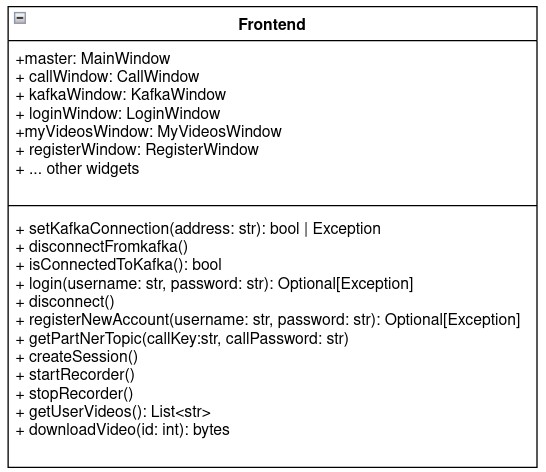 Frontend
+master: MainWindow
+ callWindow: CallWindow
+ kafkaWindow: KafkaWindow
+ loginWindow: LoginWindow
+myVideosWindow: MyVideosWindow
+ registerWindow: RegisterWindow
+ ... other widgets
+ setKafkaConnection(address: str): bool | Exception
+ disconnectFromkafka()
+ isConnectedToKafka(): bool
+ login(username: str, password: str): Optional[Exception]
+ disconnect()
+ registerNewAccount(username: str, password: str): Optional[Exception]
+ getPartNerTopic(callKey:str, callPassword: str)
+ createSession()
+ startRecorder()
+ stopRecorder()
+ getUserVideos(): List<str>
+ downloadVideo(id: int): bytes